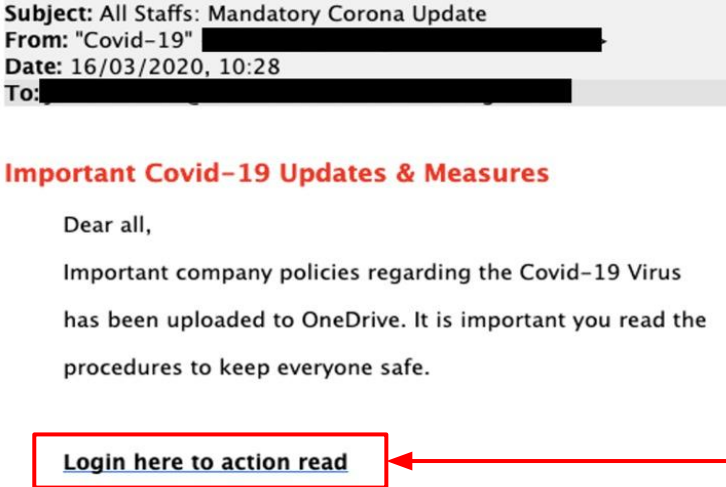 Subject: All Staffs: Mandatory Corona Update
From: "Covid-19"
Date: 16/03/2020, 10:28
To:
Important Covid-19 Updates & Measures
Dear all,
Important company policies regarding the Covid-19 Virus
has been uploaded to OneDrive. It is important you read the
procedures to keep everyone safe.
Login here to action read